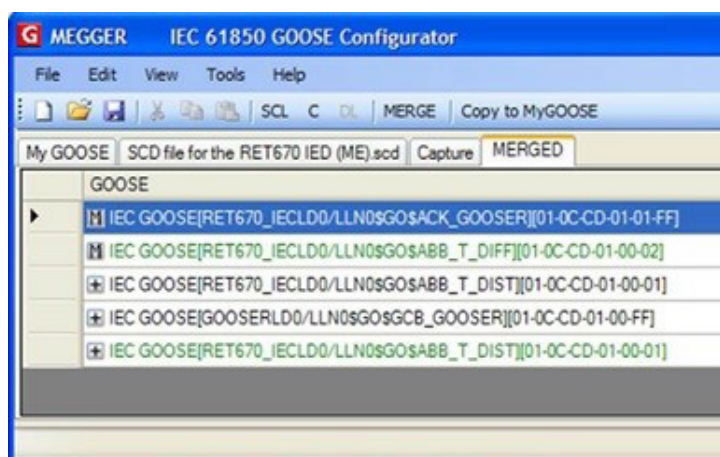 G MEGGER IEC 61850 GOOSE Configurator
File Edit View Tools Help
SCL C DL MERGE Copy to MyGOOSE
My GOOSE SCD file for the RET670 IED (ME).scd Capture MERGED
GOOSE
M IEC GOOSE[RET670_IECLD0/LLN0$GO$ACK_GOOSER][01-0C-CD-01-01-FF]
M IEC GOOSE[RET670_IECLD0/LLN0$GO$ABB_T_DIFF][01-0C-CD-01-00-02]
IEC GOOSE[RET670_IECLD0/LLN0$GO$ABB_T_DIST][01-0C-CD-01-00-01]
IEC GOOSE[GOOSERLD0/LLN0$GO$GCB_GOOSER][01-0C-CD-01-00-FF]
IEC GOOSE[RET670_IECLD0/LLN0$GO$ABB_T_DIST][01-0C-CD-01-00-01]